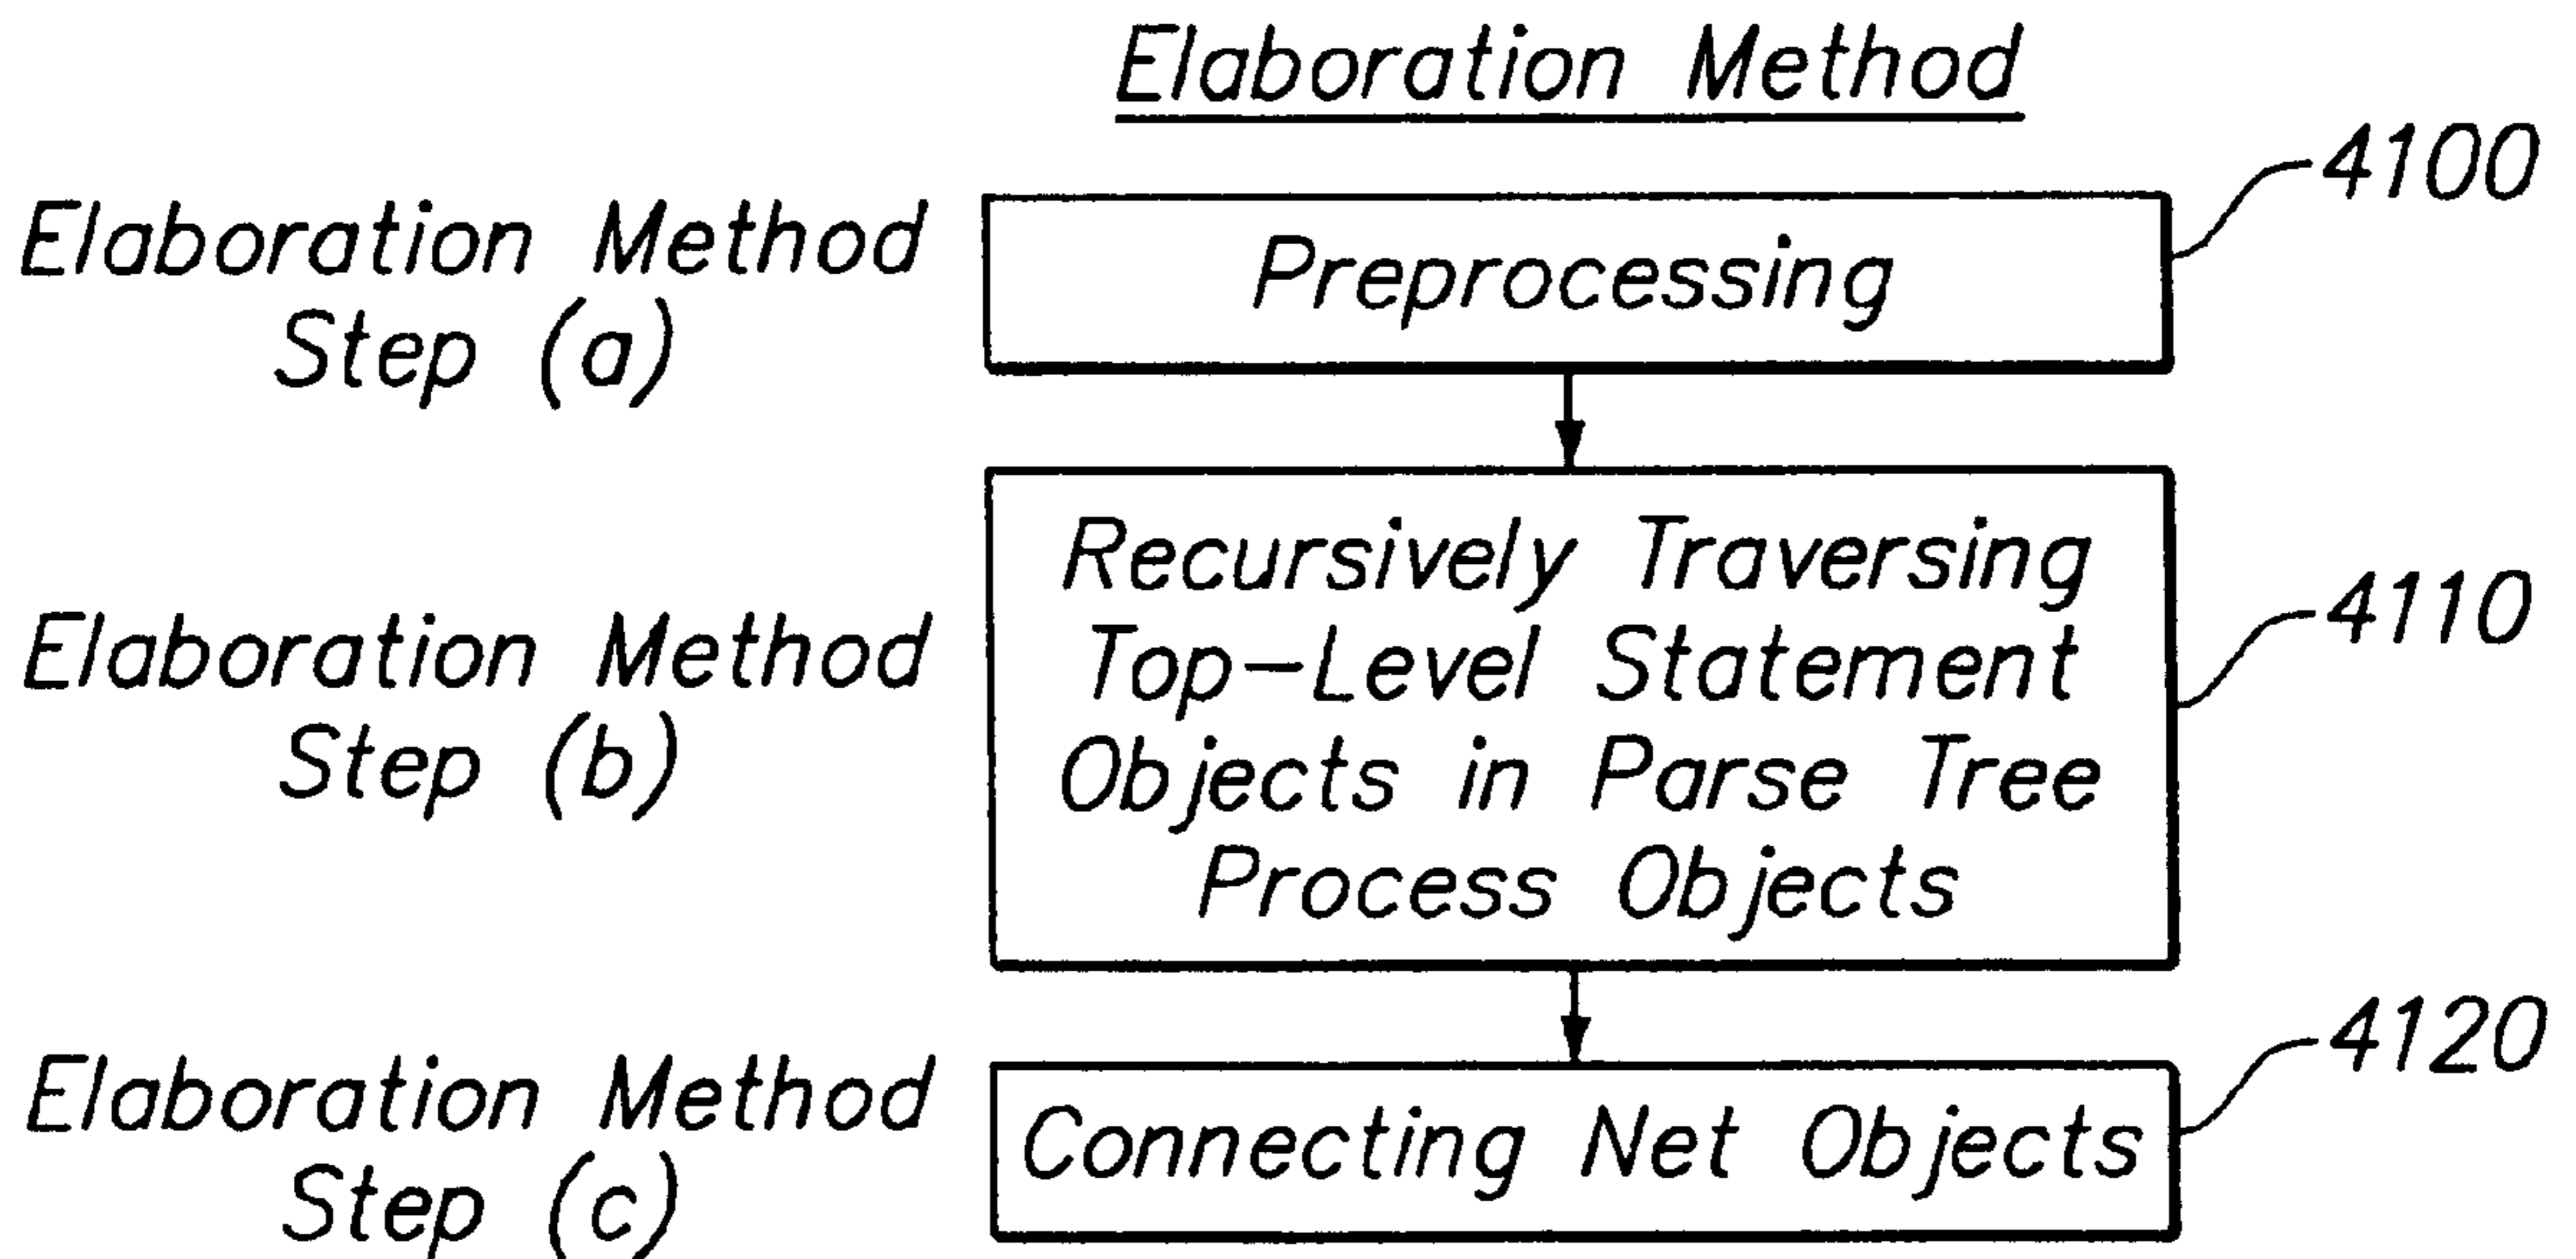 Elaboration Method
4100
Elaboration Method
Step (a)
Preprocessing
Elaboration Method
Step (b)
Recursively Traversing
Top-Level Statement
Objects in Parse Tree
Process Objects
4110
Elaboration Method
Step (c)
Connecting Net Objects
4120